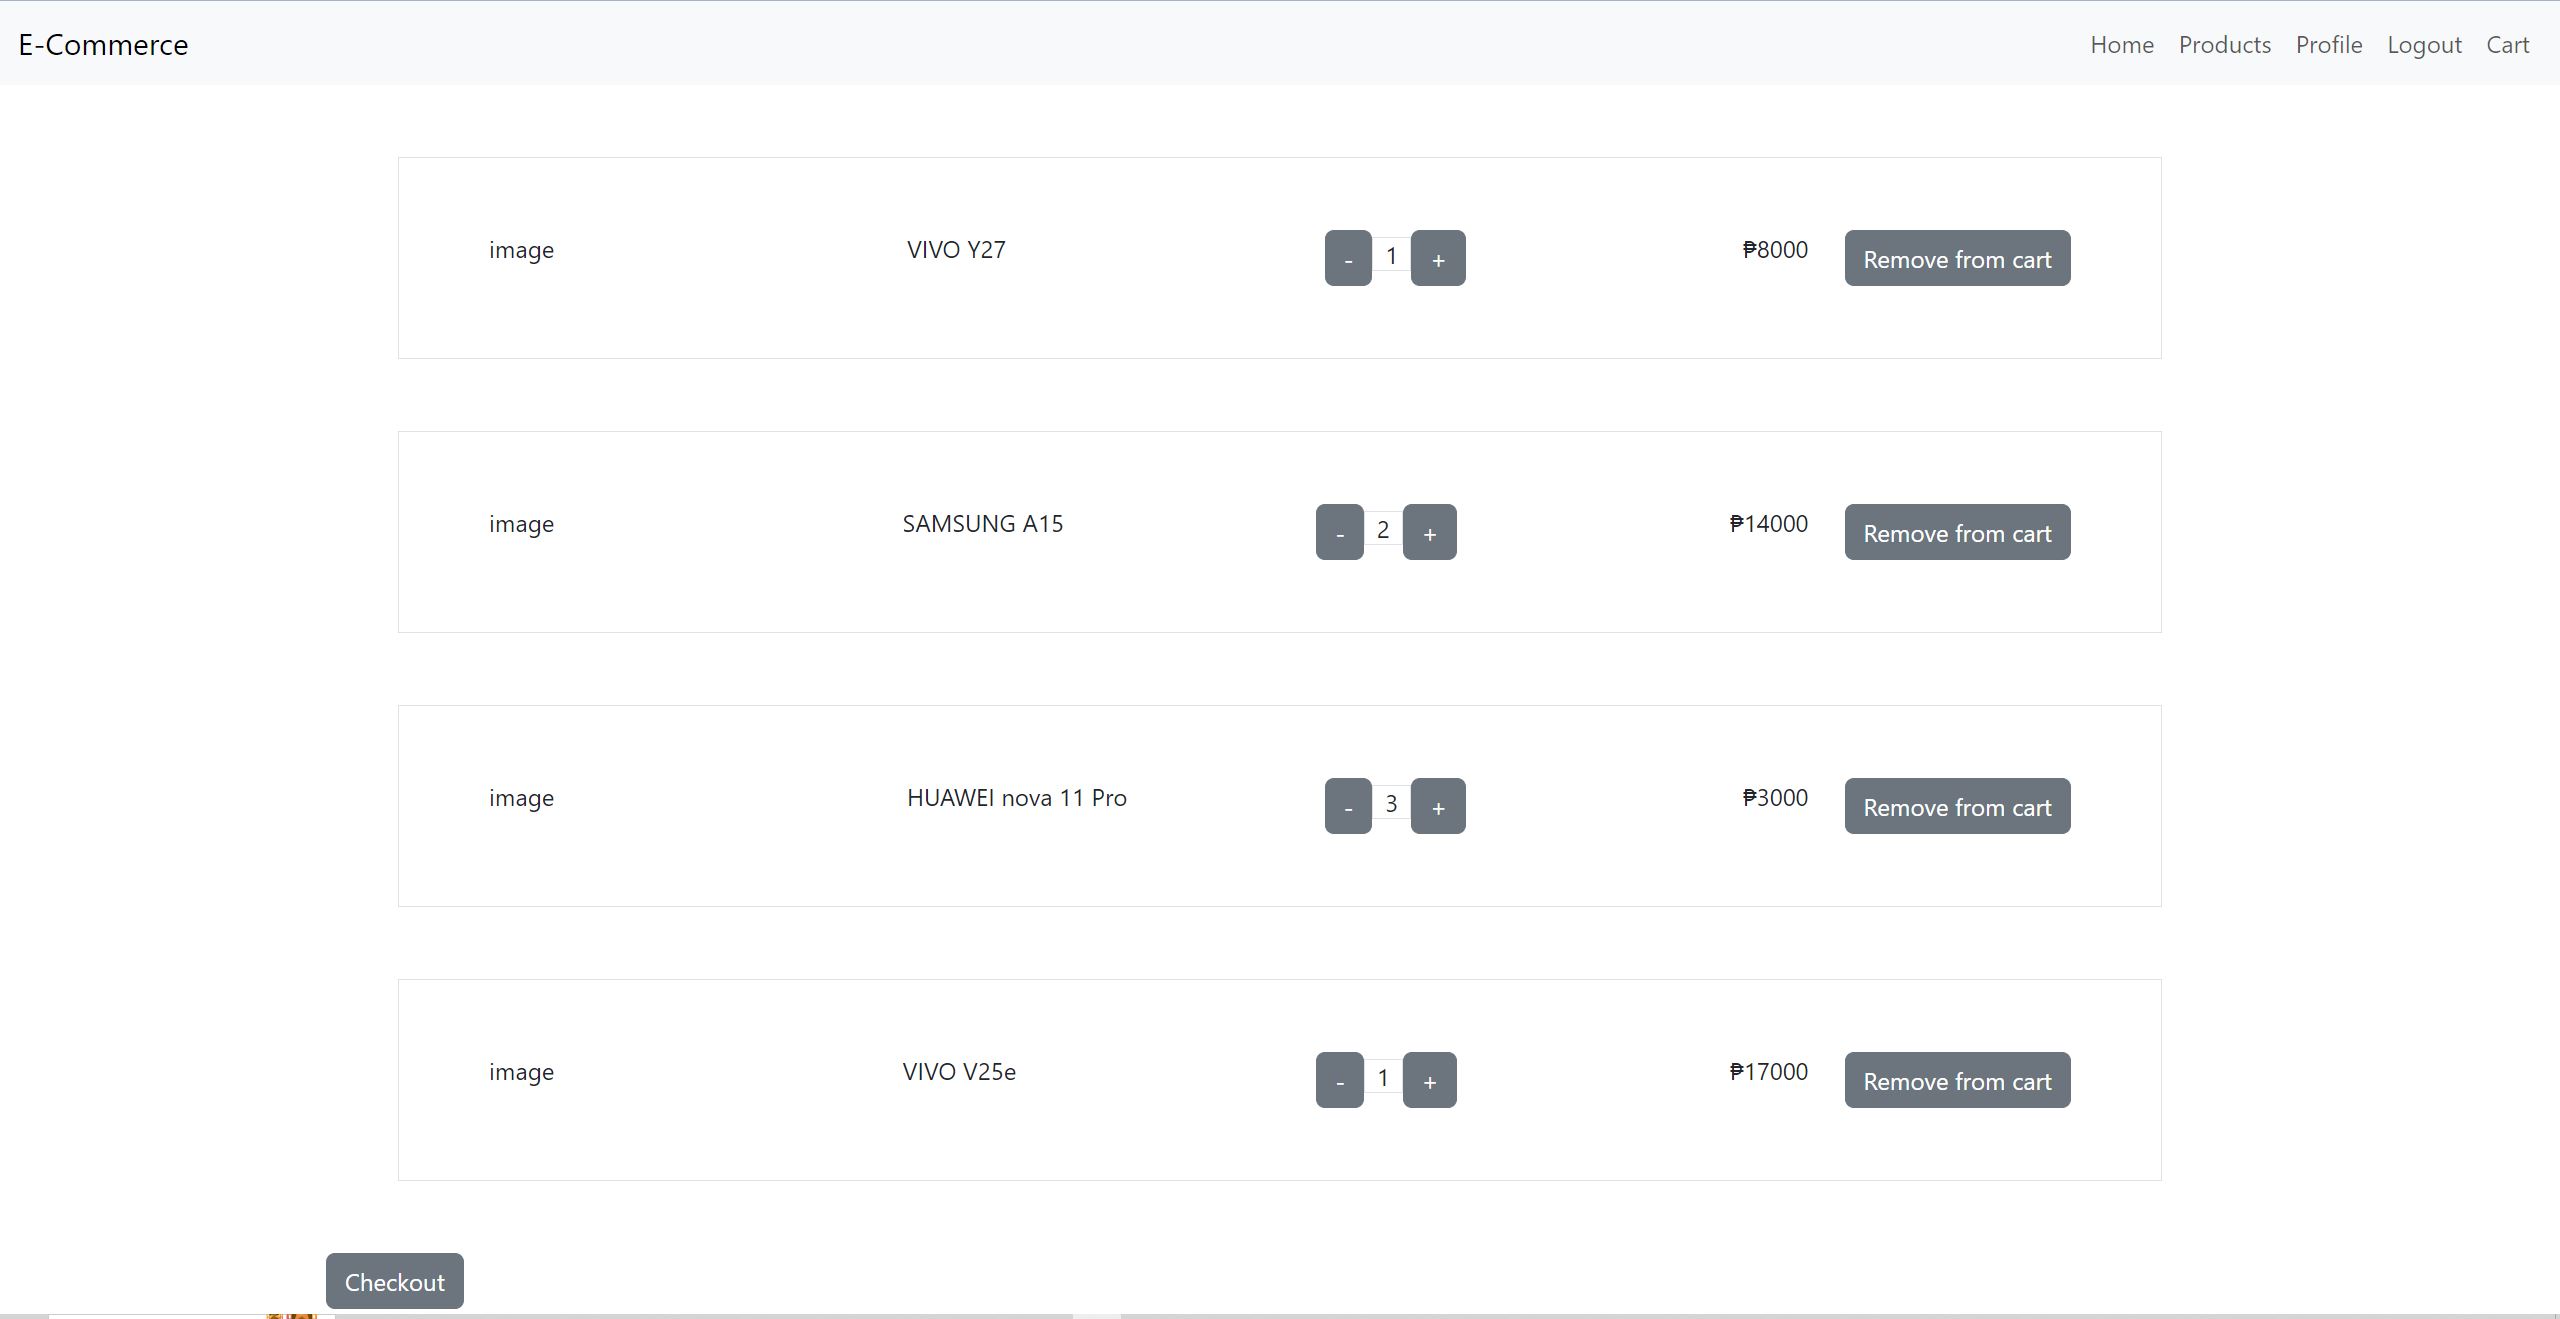 E-Commerce Home Products Profile Logout Cart
image VIVO Y27 - 1 + ₱8000 Remove from cart
image SAMSUNG A15 - 2 + ₱14000 Remove from cart
image HUAWEI nova 11 Pro - 3 + ₱3000 Remove from cart
image VIVO V25e - 1 + ₱17000 Remove from cart
Checkout